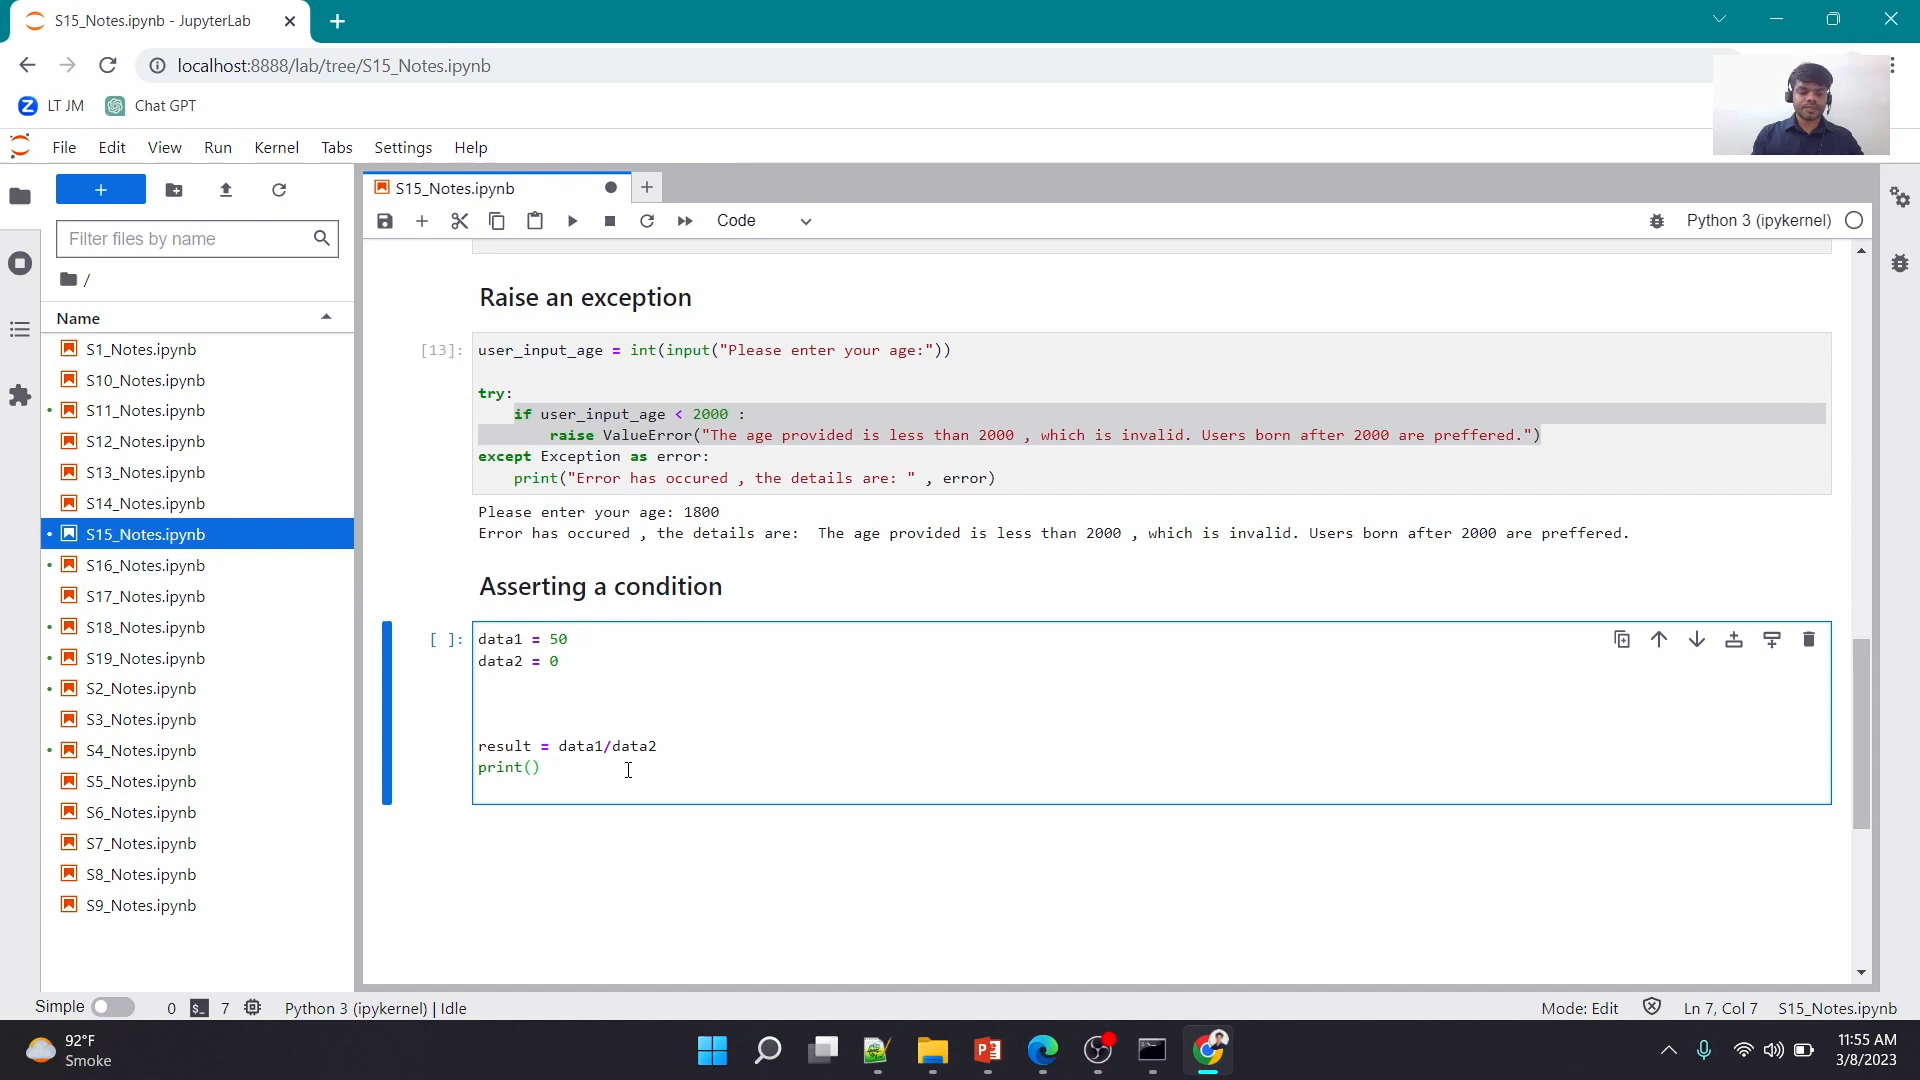 S15_Notes.ipynb - JupyterLab
localhost:8888/lab/tree/S15_Notes.ipynb
Z LT JM Chat GPT
File Edit View Run Kernel Tabs Settings Help
S15_Notes.ipynb
Filter files by name
Code
Python 3 (ipykernel)
/
Name
S1_Notes.ipynb
S10_Notes.ipynb
S11_Notes.ipynb
S12_Notes.ipynb
S13_Notes.ipynb
S14_Notes.ipynb
S15_Notes.ipynb
S16_Notes.ipynb
S17_Notes.ipynb
S18_Notes.ipynb
S19_Notes.ipynb
S2_Notes.ipynb
S3_Notes.ipynb
S4_Notes.ipynb
S5_Notes.ipynb
S6_Notes.ipynb
S7_Notes.ipynb
S8_Notes.ipynb
S9_Notes.ipynb
Raise an exception
[13]:
user_input_age = int(input("Please enter your age:"))
try:
    if user_input_age < 2000 :
        raise ValueError("The age provided is less than 2000 , which is invalid. Users born after 2000 are preffered.")
except Exception as error:
    print("Error has occured , the details are: " , error)
Please enter your age: 1800
Error has occured , the details are:  The age provided is less than 2000 , which is invalid. Users born after 2000 are preffered.
Asserting a condition
[ ]:
data1 = 50
data2 = 0
result = data1/data2
print()
Simple 0 $_ 7 Python 3 (ipykernel) | Idle
Mode: Edit Ln 7, Col 7 S15_Notes.ipynb
92°F
Smoke
11:55 AM
3/8/2023